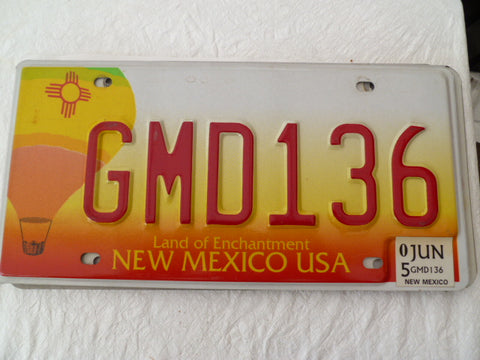 GMD136
Land of Enchantment
NEW MEXICO USA
0 JUN
5 GMD136
NEW MEXICO